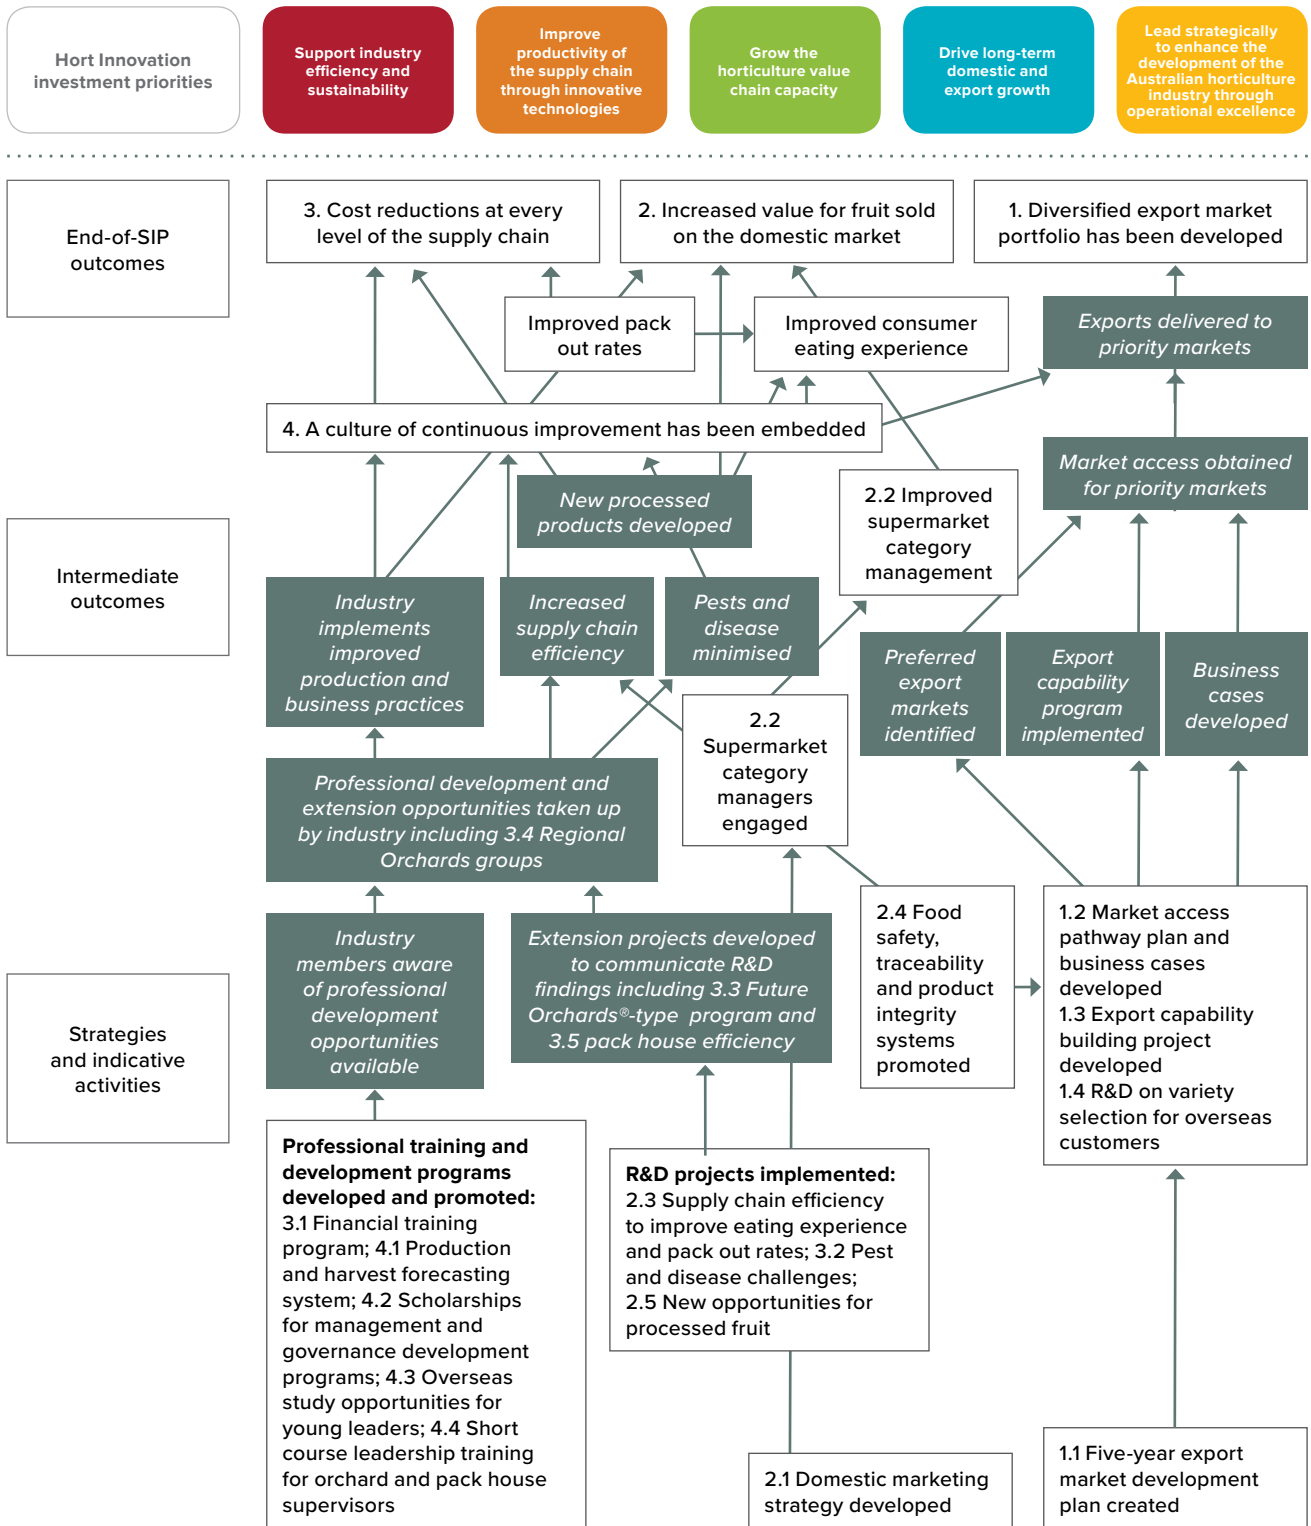 Hort Innovation
investment priorities
Support industry
efficiency and
sustainability
Improve
productivity of
the supply chain
through innovative
technologies
Grow the
horticulture value
chain capacity
Drive long-term
domestic and
export growth
Lead strategically
to enhance the
development of the
Australian horticulture
industry through
operational excellence
End-of-SIP
outcomes
3. Cost reductions at every
level of the supply chain
2. Increased value for fruit sold
on the domestic market
1. Diversified export market
portfolio has been developed
Improved pack
out rates
Improved consumer
eating experience
Exports delivered to
priority markets
4. A culture of continuous improvement has been embedded
Market access obtained
for priority markets
New processed
products developed
2.2 Improved
supermarket
category
management
Intermediate
outcomes
Industry
implements
improved
production and
business practices
Increased
supply chain
efficiency
Pests and
disease
minimised
Preferred
export
markets
identified
Export
capability
program
implemented
Business
cases
developed
2.2
Supermarket
category
managers
engaged
Professional development and
extension opportunities taken up
by industry including 3.4 Regional
Orchards groups
Strategies
and indicative
activities
Industry
members aware
of professional
development
opportunities
available
Extension projects developed
to communicate R&D
findings including 3.3 Future
Orchards®-type program and
3.5 pack house efficiency
2.4 Food
safety,
traceability
and product
integrity
systems
promoted
1.2 Market access
pathway plan and
business cases
developed
1.3 Export capability
building project
developed
1.4 R&D on variety
selection for overseas
customers
Professional training and
development programs
developed and promoted:
3.1 Financial training
program; 4.1 Production
and harvest forecasting
system; 4.2 Scholarships
for management and
governance development
programs; 4.3 Overseas
study opportunities for
young leaders; 4.4 Short
course leadership training
for orchard and pack house
supervisors
R&D projects implemented:
2.3 Supply chain efficiency
to improve eating experience
and pack out rates; 3.2 Pest
and disease challenges;
2.5 New opportunities for
processed fruit
2.1 Domestic marketing
strategy developed
1.1 Five-year export
market development
plan created